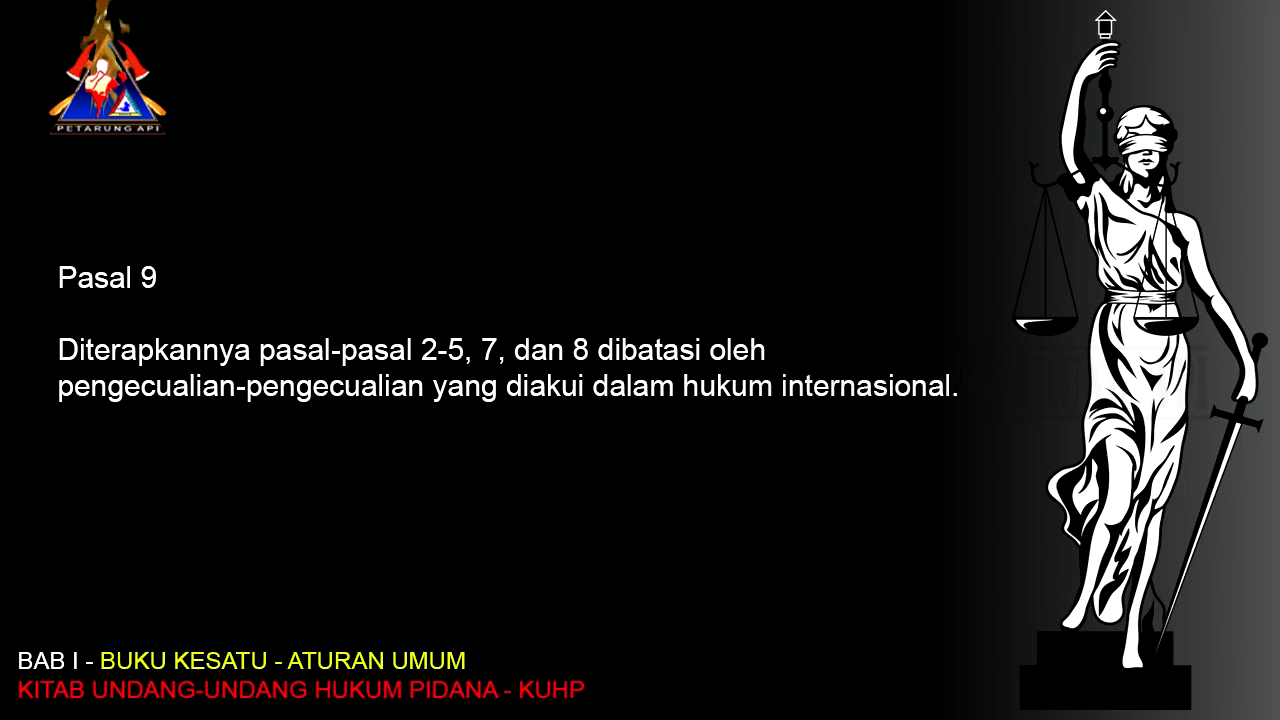 PETARUNG API
Pasal 9
Diterapkannya pasal-pasal 2-5, 7, dan 8 dibatasi oleh
pengecualian-pengecualian yang diakui dalam hukum internasional.
BAB I - BUKU KESATU - ATURAN UMUM
KITAB UNDANG-UNDANG HUKUM PIDANA - KUHP